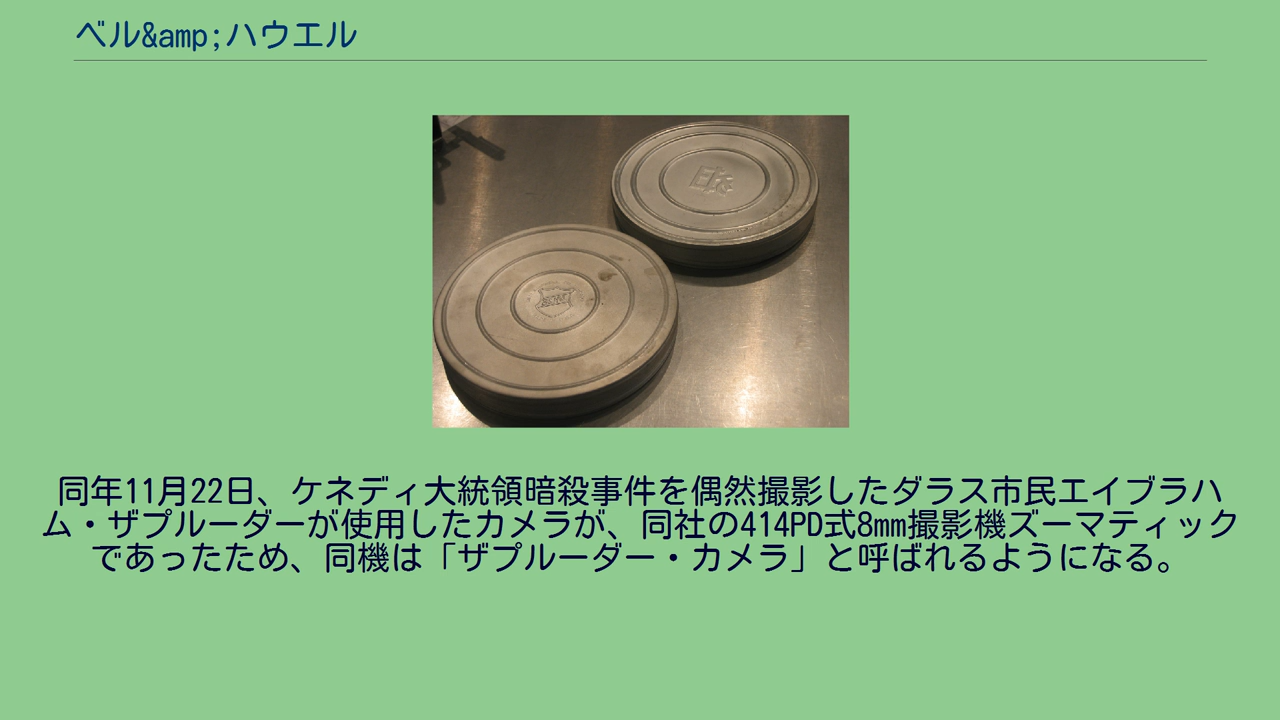 ベル&amp;ハウエル
同年11月22日、ケネディ大統領暗殺事件を偶然撮影したダラス市民エイブラハ
ム・ザプルーダーが使用したカメラが、同社の414PD式8mm撮影機ズーマティック
であったため、同機は「ザプルーダー・カメラ」と呼ばれるようになる。